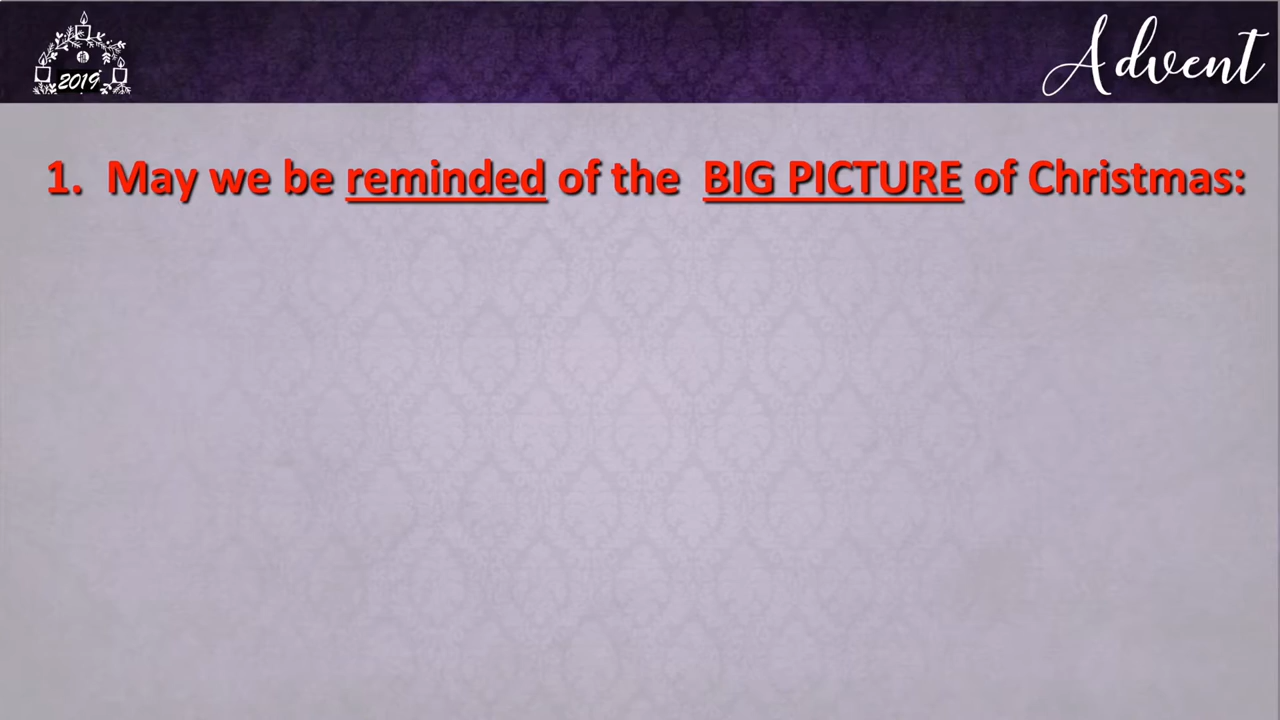 2019
Advent
1. May we be reminded of the BIG PICTURE of Christmas: